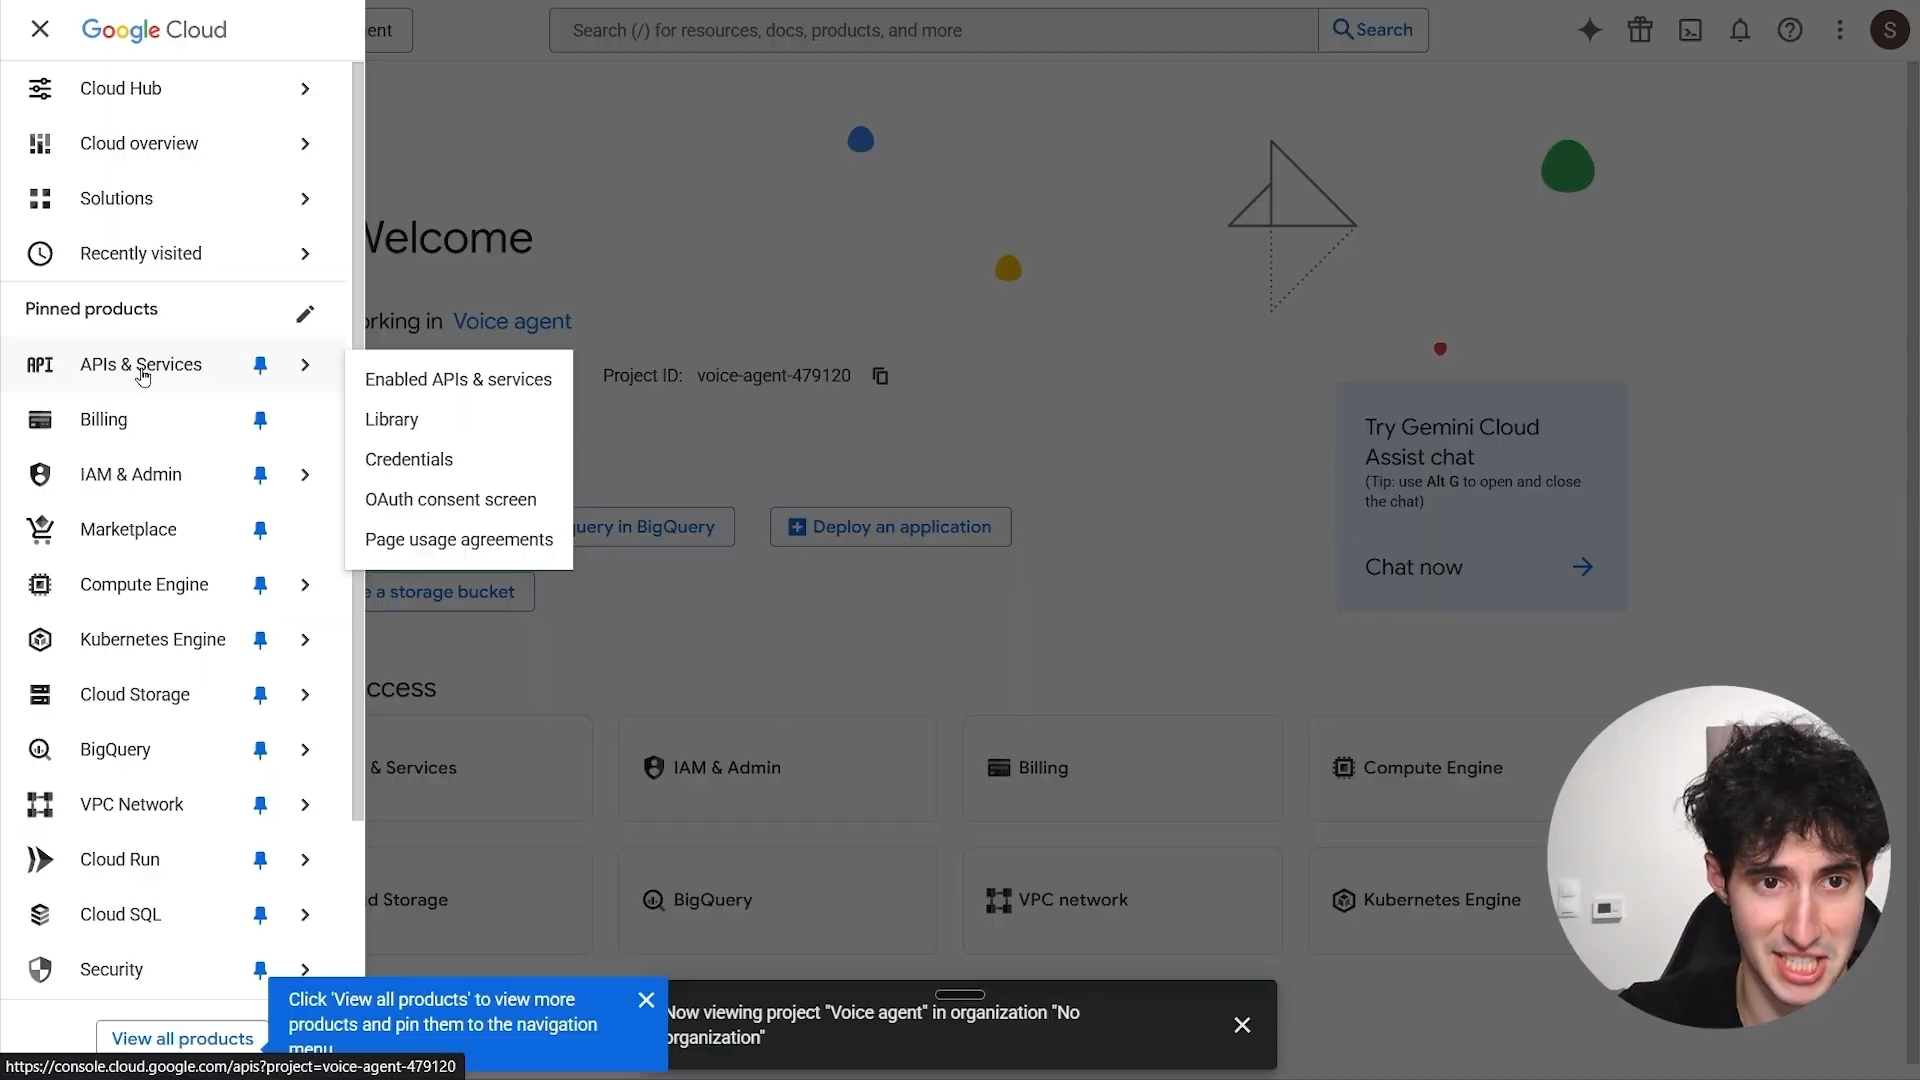 Google Cloud
ent
Search (/) for resources, docs, products, and more
Search
S
Cloud Hub
Cloud overview
Solutions
Recently visited
Pinned products
API APIs & Services
Billing
IAM & Admin
Marketplace
Compute Engine
Kubernetes Engine
Cloud Storage
BigQuery
VPC Network
Cloud Run
Cloud SQL
Security
View all products
Enabled APIs & services
Library
Credentials
OAuth consent screen
Page usage agreements
Welcome
orking in Voice agent
Project ID: voice-agent-479120
query in BigQuery
Deploy an application
e a storage bucket
Try Gemini Cloud
Assist chat
(Tip: use Alt G to open and close
the chat)
Chat now
ccess
& Services
IAM & Admin
Billing
Compute Engine
d Storage
BigQuery
VPC network
Kubernetes Engine
Click 'View all products' to view more
products and pin them to the navigation
menu
Now viewing project "Voice agent" in organization "No
organization"
https://console.cloud.google.com/apis?project=voice-agent-479120